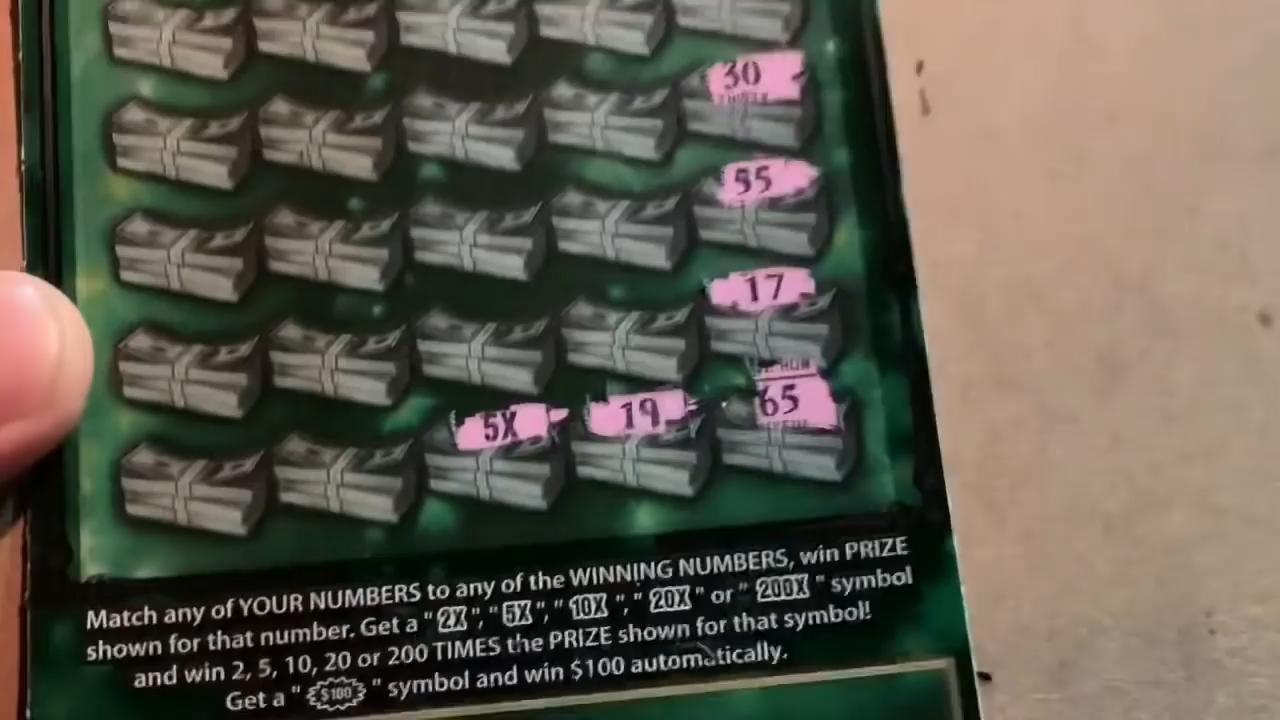 30
55
17
5X 19 65
Match any of YOUR NUMBERS to any of the WINNING NUMBERS, win PRIZE
shown for that number. Get a "2X", "5X", "10X", "20X" or "200X" symbol
and win 2, 5, 10, 20 or 200 TIMES the PRIZE shown for that symbol!
Get a "$100" symbol and win $100 automatically.